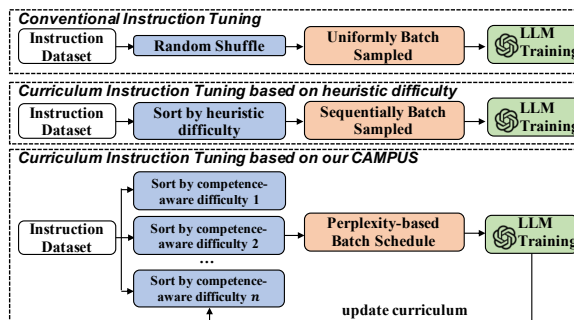 Conventional Instruction Tuning
Instruction
Dataset
Random Shuffle
Uniformly Batch
Sampled
LLM
Training
Curriculum Instruction Tuning based on heuristic difficulty
Instruction
Dataset
Sort by heuristic
difficulty
Sequentially Batch
Sampled
LLM
Training
Curriculum Instruction Tuning based on our CAMPUS
Instruction
Dataset
Sort by competence-
aware difficulty 1
Sort by competence-
aware difficulty 2
...
Sort by competence-
aware difficulty n
Perplexity-based
Batch Schedule
LLM
Training
update curriculum